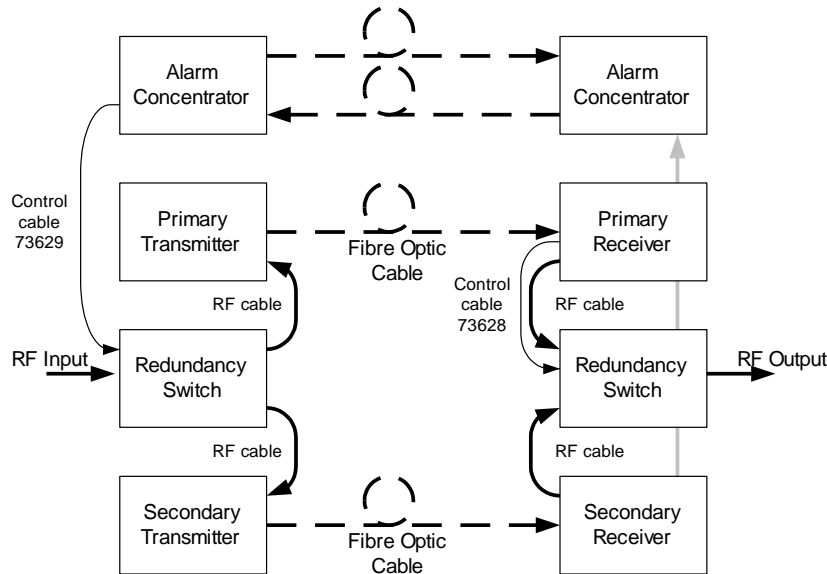 Alarm
Concentrator
Alarm
Concentrator
Control
cable
73629
Primary
Transmitter
Fibre Optic
Cable
Primary
Receiver
Control
cable
73628
RF cable
RF cable
RF Input
Redundancy
Switch
Redundancy
Switch
RF Output
RF cable
RF cable
Secondary
Transmitter
Fibre Optic
Cable
Secondary
Receiver